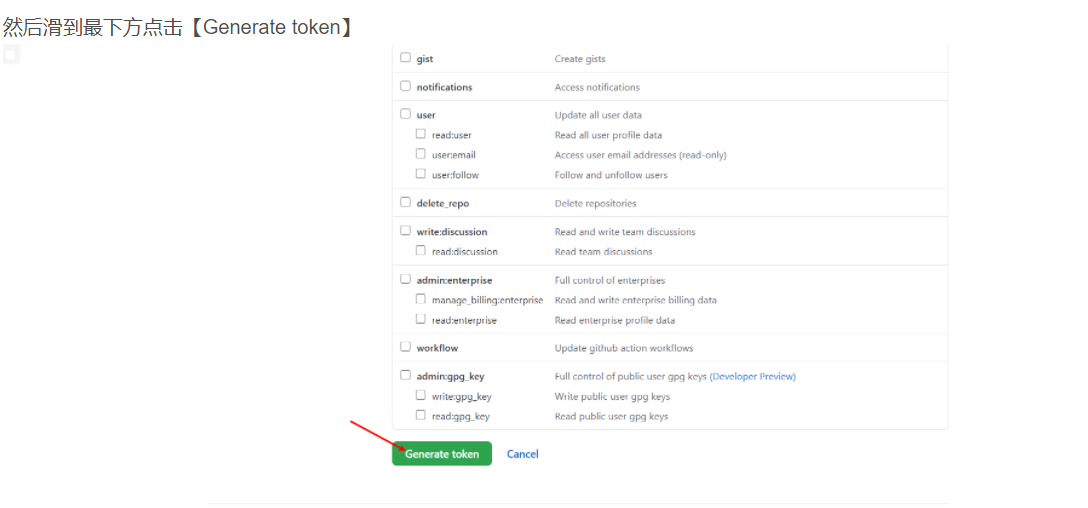 然后滑到最下方点击【Generate token】
gist Create gists
notifications Access notifications
user Update all user data
read:user Read all user profile data
user:email Access user email addresses (read-only)
user:follow Follow and unfollow users
delete_repo Delete repositories
write:discussion Read and write team discussions
read:discussion Read team discussions
admin:enterprise Full control of enterprises
manage_billing:enterprise Read and write enterprise billing data
read:enterprise Read enterprise profile data
workflow Update github action workflows
admin:gpg_key Full control of public user gpg keys (Developer Preview)
write:gpg_key Write public user gpg keys
read:gpg_key Read public user gpg keys
Generate token Cancel